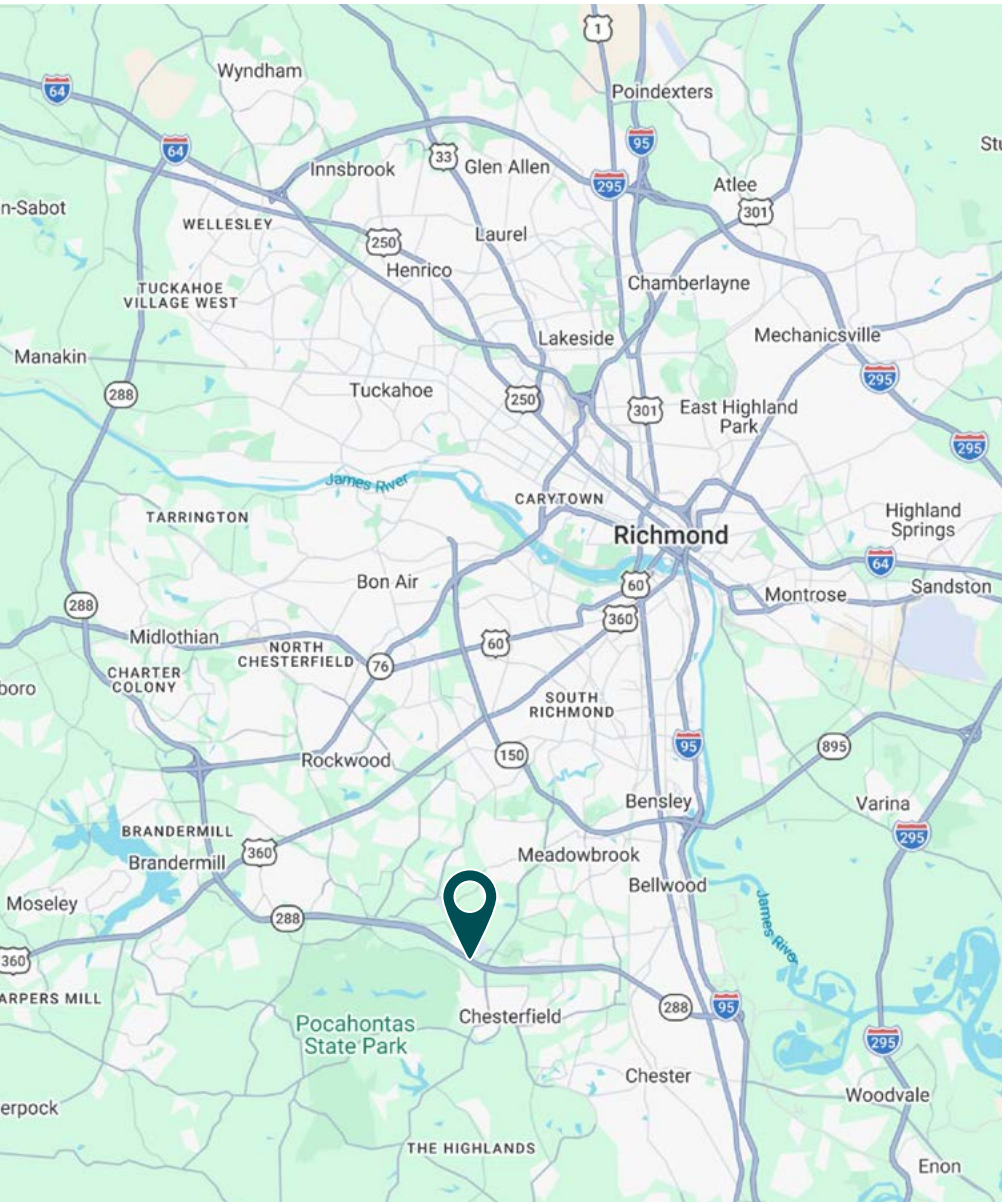 1
Wyndham
64
Poindexters
95
64
33
Innsbrook
Glen Allen
295
Stu
Atlee
301
n-Sabot
WELLESLEY
Laurel
250
Henrico
Chamberlayne
TUCKAHOE
VILLAGE WEST
Lakeside
Mechanicsville
Manakin
295
Tuckahoe
288
250
301
East Highland
Park
295
James River
CARYTOWN
TARRINGTON
Highland
Springs
Richmond
64
Bon Air
60
Montrose
Sandston
288
360
Midlothian
60
NORTH
CHESTERFIELD
76
CHARTER
COLONY
boro
SOUTH
RICHMOND
95
895
150
Rockwood
Bensley
Varina
295
BRANDERMILL
Brandermill
360
Meadowbrook
Bellwood
Moseley
288
James River
360
ARPERS MILL
288
95
Chesterfield
Pocahontas
State Park
295
Chester
Woodvale
erpock
THE HIGHLANDS
Enon